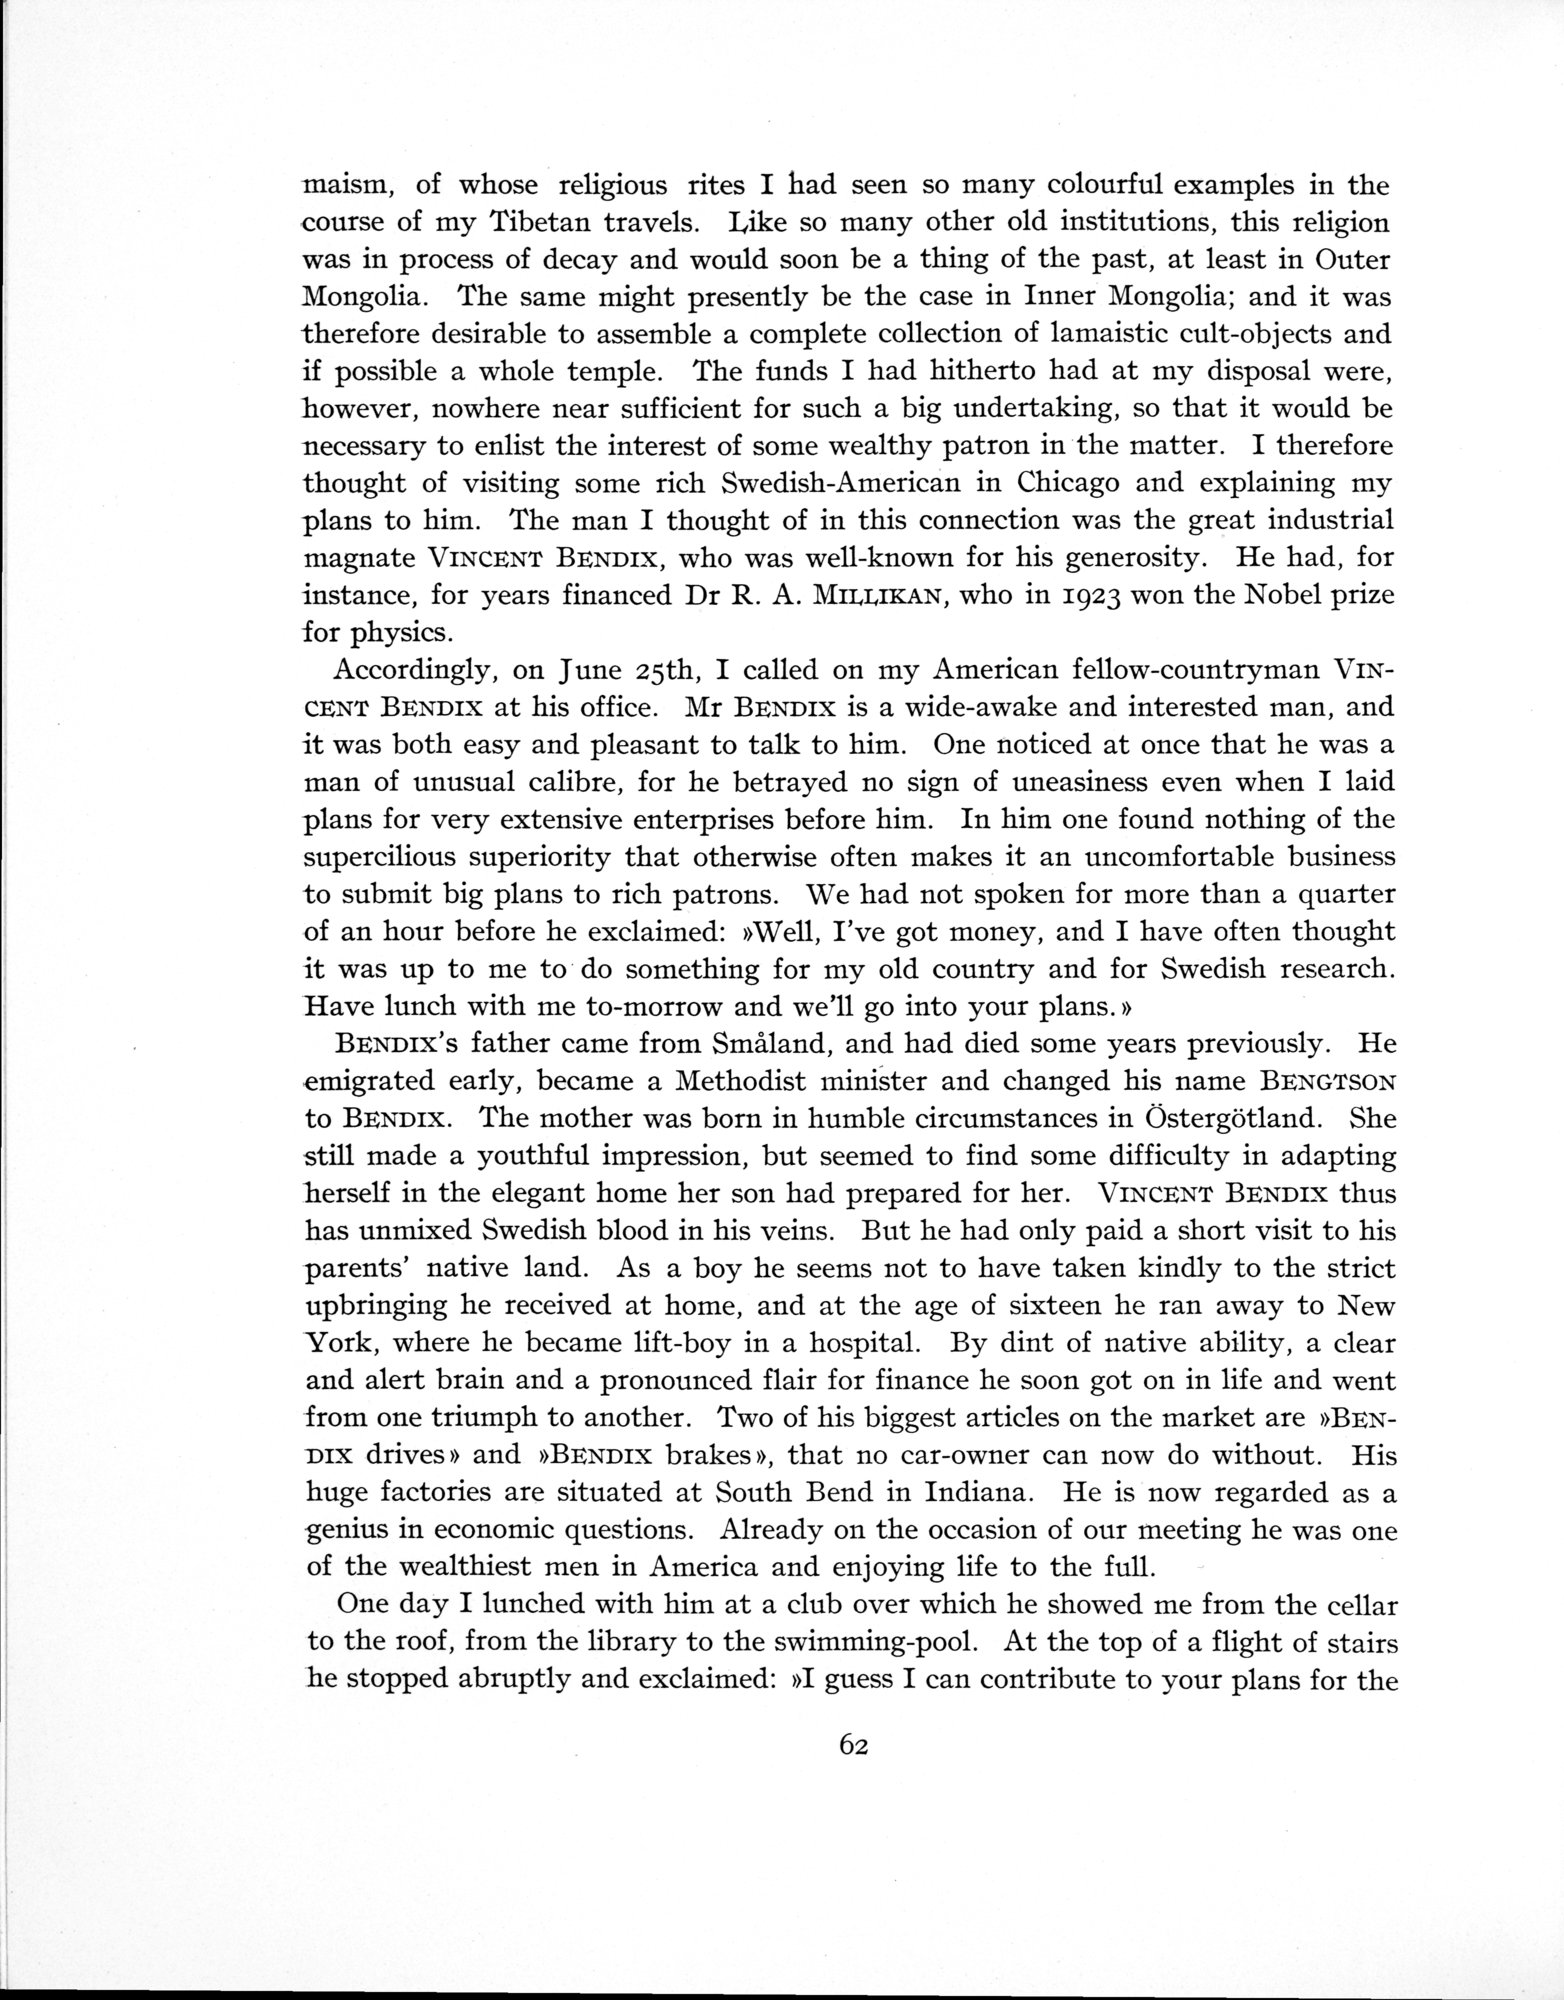 maism, of whose religious rites I had seen so many colourful examples in the
course of my Tibetan travels. Like so many other old institutions, this religion
was in process of decay and would soon be a thing of the past, at least in Outer
Mongolia. The same might presently be the case in Inner Mongolia; and it was
therefore desirable to assemble a complete collection of lamaistic cult-objects and
if possible a whole temple. The funds I had hitherto had at my disposal were,
however, nowhere near sufficient for such a big undertaking, so that it would be
necessary to enlist the interest of some wealthy patron in the matter. I therefore
thought of visiting some rich Swedish-American in Chicago and explaining my
plans to him. The man I thought of in this connection was the great industrial
magnate VINCENT BENDIX, who was well-known for his generosity. He had, for
instance, for years financed Dr R. A. MILLIKAN, who in 1923 won the Nobel prize
for physics.
Accordingly, on June 25th, I called on my American fellow-countryman VIN-
CENT BENDIX at his office. Mr BENDIX is a wide-awake and interested man, and
it was both easy and pleasant to talk to him. One noticed at once that he was a
man of unusual calibre, for he betrayed no sign of uneasiness even when I laid
plans for very extensive enterprises before him. In him one found nothing of the
supercilious superiority that otherwise often makes it an uncomfortable business
to submit big plans to rich patrons. We had not spoken for more than a quarter
of an hour before he exclaimed: »Well, I've got money, and I have often thought
it was up to me to do something for my old country and for Swedish research.
Have lunch with me to-morrow and we'll go into your plans.»
BENDIX's father came from Småland, and had died some years previously. He
emigrated early, became a Methodist minister and changed his name BENGTSON
to BENDIX. The mother was born in humble circumstances in Östergötland. She
still made a youthful impression, but seemed to find some difficulty in adapting
herself in the elegant home her son had prepared for her. VINCENT BENDIX thus
has unmixed Swedish blood in his veins. But he had only paid a short visit to his
parents' native land. As a boy he seems not to have taken kindly to the strict
upbringing he received at home, and at the age of sixteen he ran away to New
York, where he became lift-boy in a hospital. By dint of native ability, a clear
and alert brain and a pronounced flair for finance he soon got on in life and went
from one triumph to another. Two of his biggest articles on the market are »BEN-
DIX drives» and »BENDIX brakes», that no car-owner can now do without. His
huge factories are situated at South Bend in Indiana. He is now regarded as a
genius in economic questions. Already on the occasion of our meeting he was one
of the wealthiest men in America and enjoying life to the full.
One day I lunched with him at a club over which he showed me from the cellar
to the roof, from the library to the swimming-pool. At the top of a flight of stairs
he stopped abruptly and exclaimed: »I guess I can contribute to your plans for the
62